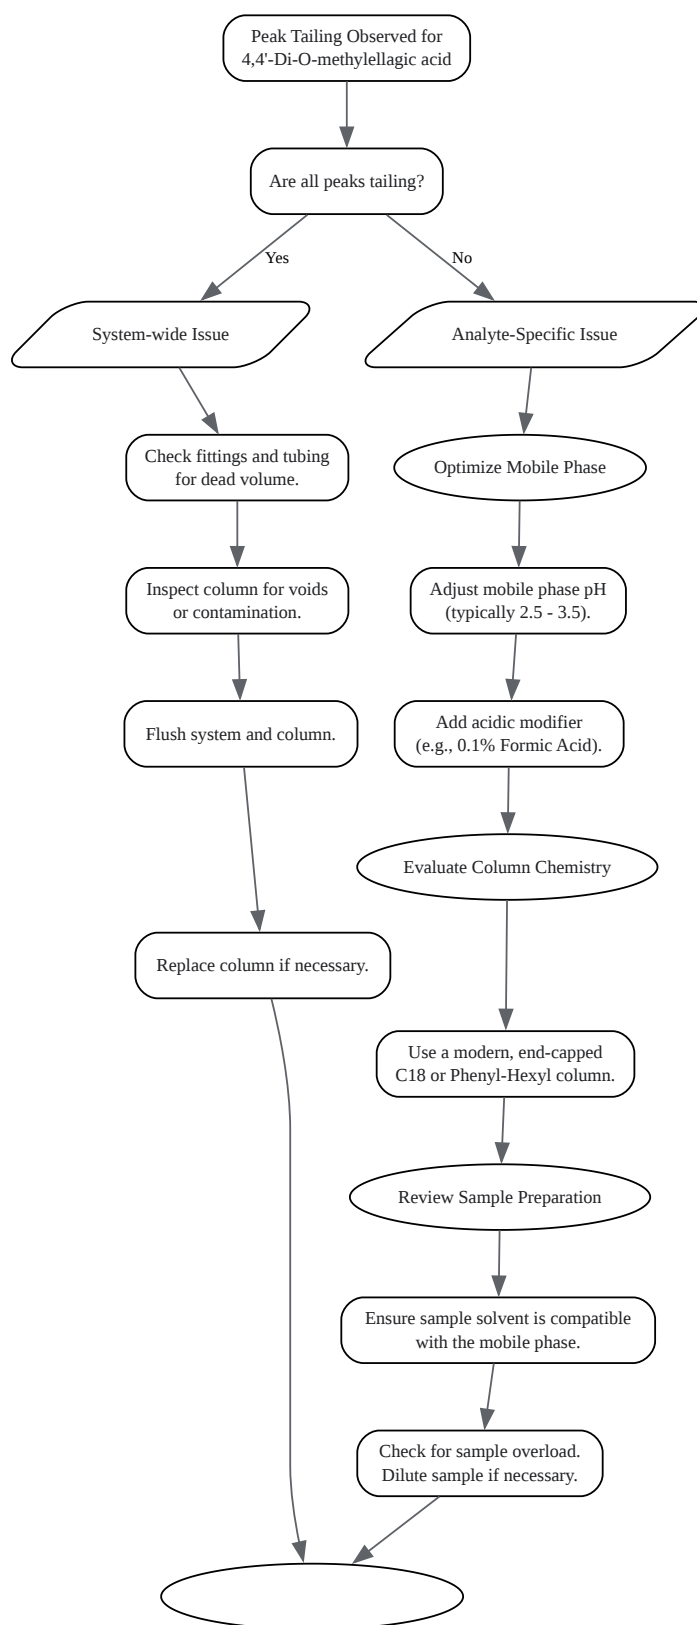 Peak Tailing Observed for
4,4'-Di-O-methylellagic acid
Are all peaks tailing?
Yes
No
System-wide Issue
Analyte-Specific Issue
Check fittings and tubing
for dead volume.
Optimize Mobile Phase
Inspect column for voids
or contamination.
Adjust mobile phase pH
(typically 2.5 - 3.5).
Flush system and column.
Add acidic modifier
(e.g., 0.1% Formic Acid).
Evaluate Column Chemistry
Replace column if necessary.
Use a modern, end-capped
C18 or Phenyl-Hexyl column.
Review Sample Preparation
Ensure sample solvent is compatible
with the mobile phase.
Check for sample overload.
Dilute sample if necessary.